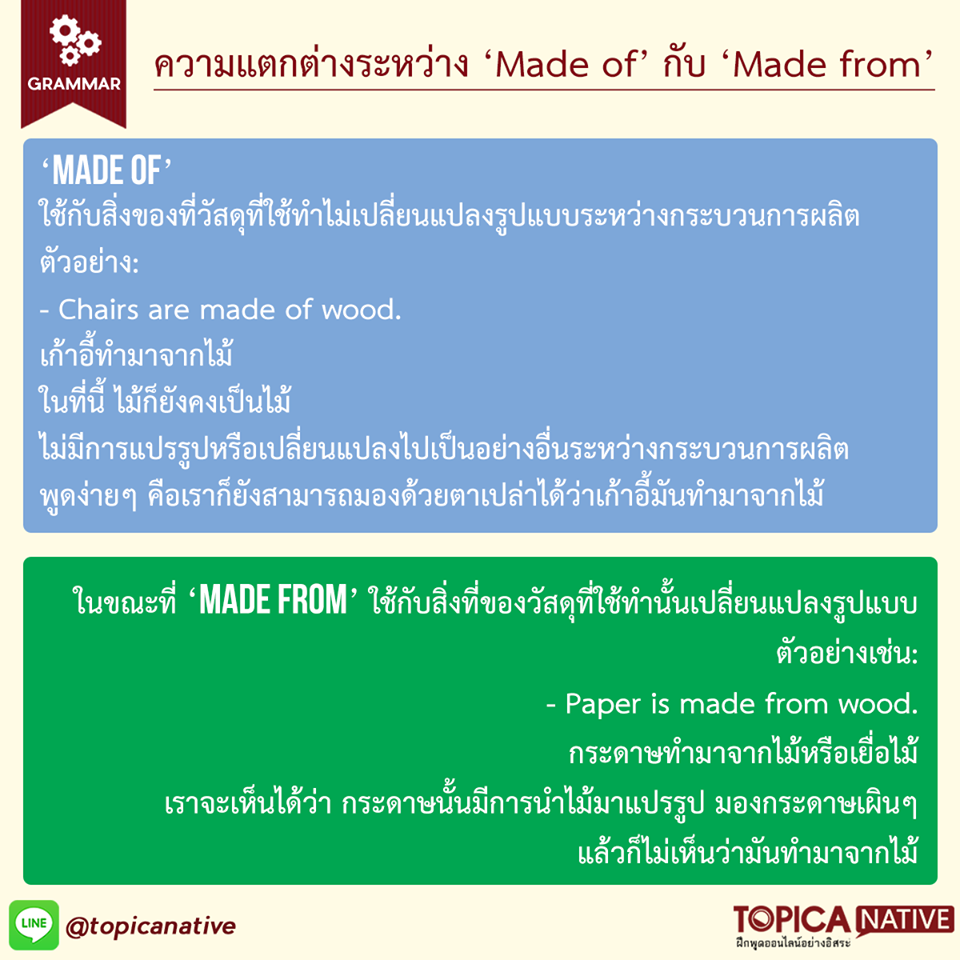 GRAMMAR
ความแตกต่างระหว่าง ‘Made of’ กับ ‘Made from’
‘MADE OF’
ใช้กับสิ่งของที่วัสดุที่ใช้ทำไม่เปลี่ยนแปลงรูปแบบระหว่างกระบวนการผลิต
ตัวอย่าง:
- Chairs are made of wood.
เก้าอี้ทำมาจากไม้
ในที่นี้ ไม้ก็ยังคงเป็นไม้
ไม่มีการแปรรูปหรือเปลี่ยนแปลงไปเป็นอย่างอื่นระหว่างกระบวนการผลิต
พูดง่ายๆ คือเราก็ยังสามารถมองด้วยตาเปล่าได้ว่าเก้าอี้มันทำมาจากไม้
ในขณะที่ ‘MADE FROM’ ใช้กับสิ่งที่ของวัสดุที่ใช้ทำนั้นเปลี่ยนแปลงรูปแบบ
ตัวอย่างเช่น:
- Paper is made from wood.
กระดาษทำมาจากไม้หรือเยื่อไม้
เราจะเห็นได้ว่า กระดาษนั้นมีการนำไม้มาแปรรูป มองกระดาษเผินๆ
แล้วก็ไม่เห็นว่ามันทำมาจากไม้
LINE @topicanative
TOPICA NATIVE
ฝึกพูดออนไลน์อย่างอิสระ